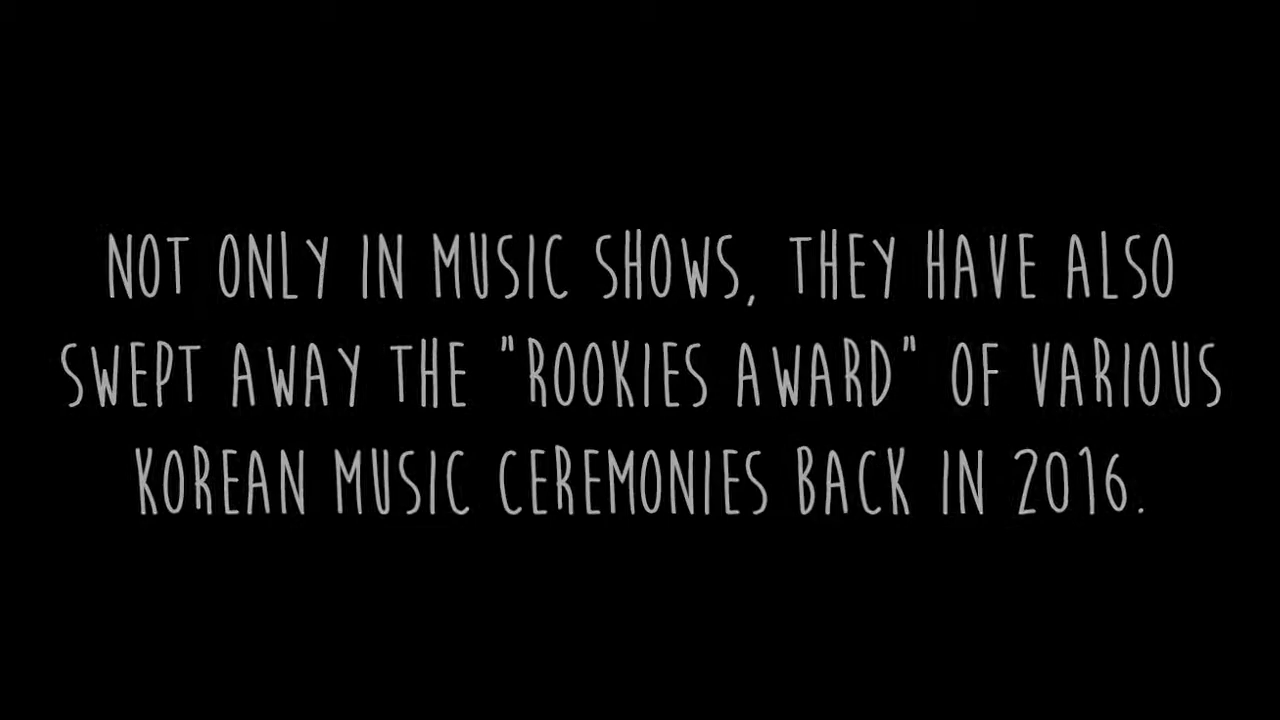 NOT ONLY IN MUSIC SHOWS, THEY HAVE ALSO
SWEPT AWAY THE "ROOKIES AWARD" OF VARIOUS
KOREAN MUSIC CEREMONIES BACK IN 2016.